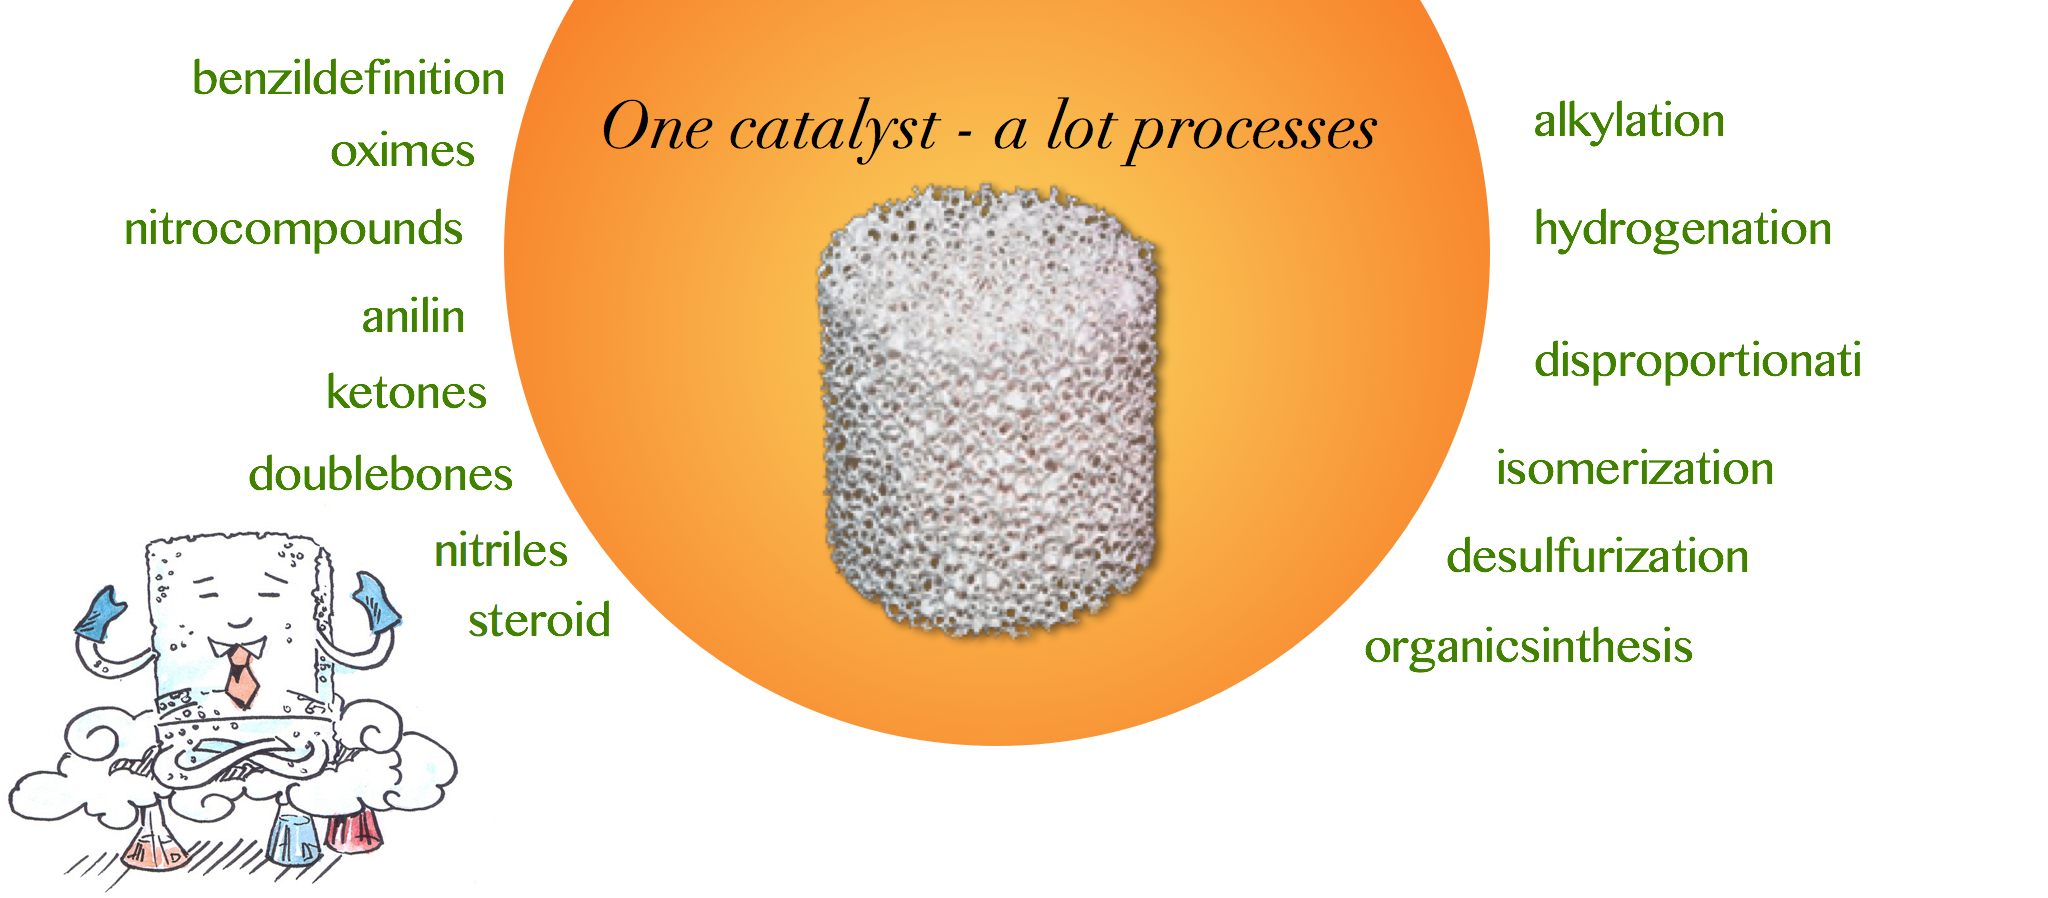 One catalyst - a lot processes
benzildefinition
oximes
nitrocompounds
anilin
ketones
doublebones
nitriles
steroid
alkylation
hydrogenation
disproportionati
isomerization
desulfurization
organicsinthesis